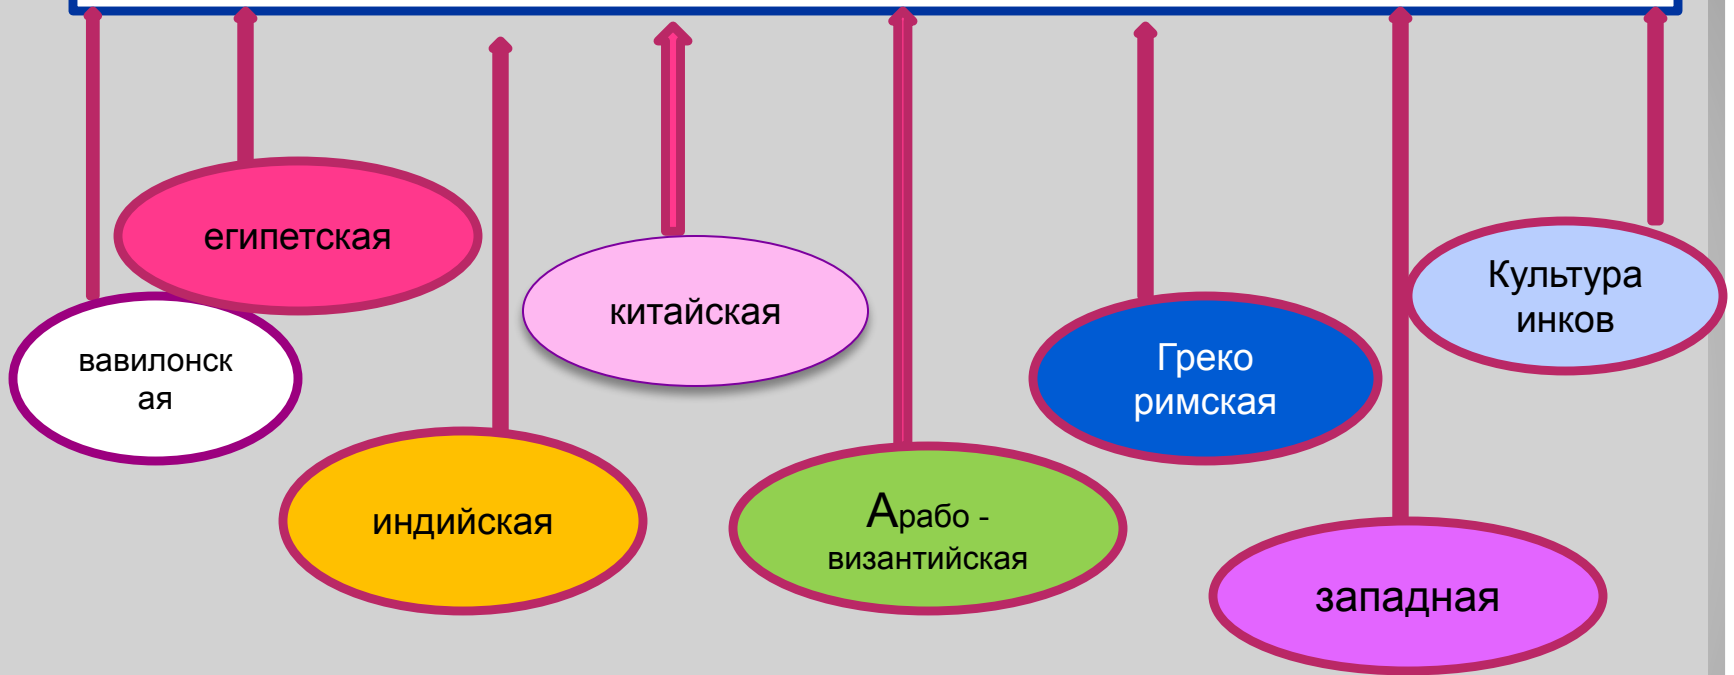 египетская
вавилонск
ая
индийская
китайская
Арабо -
византийская
Греко
римская
западная
Культура
инков